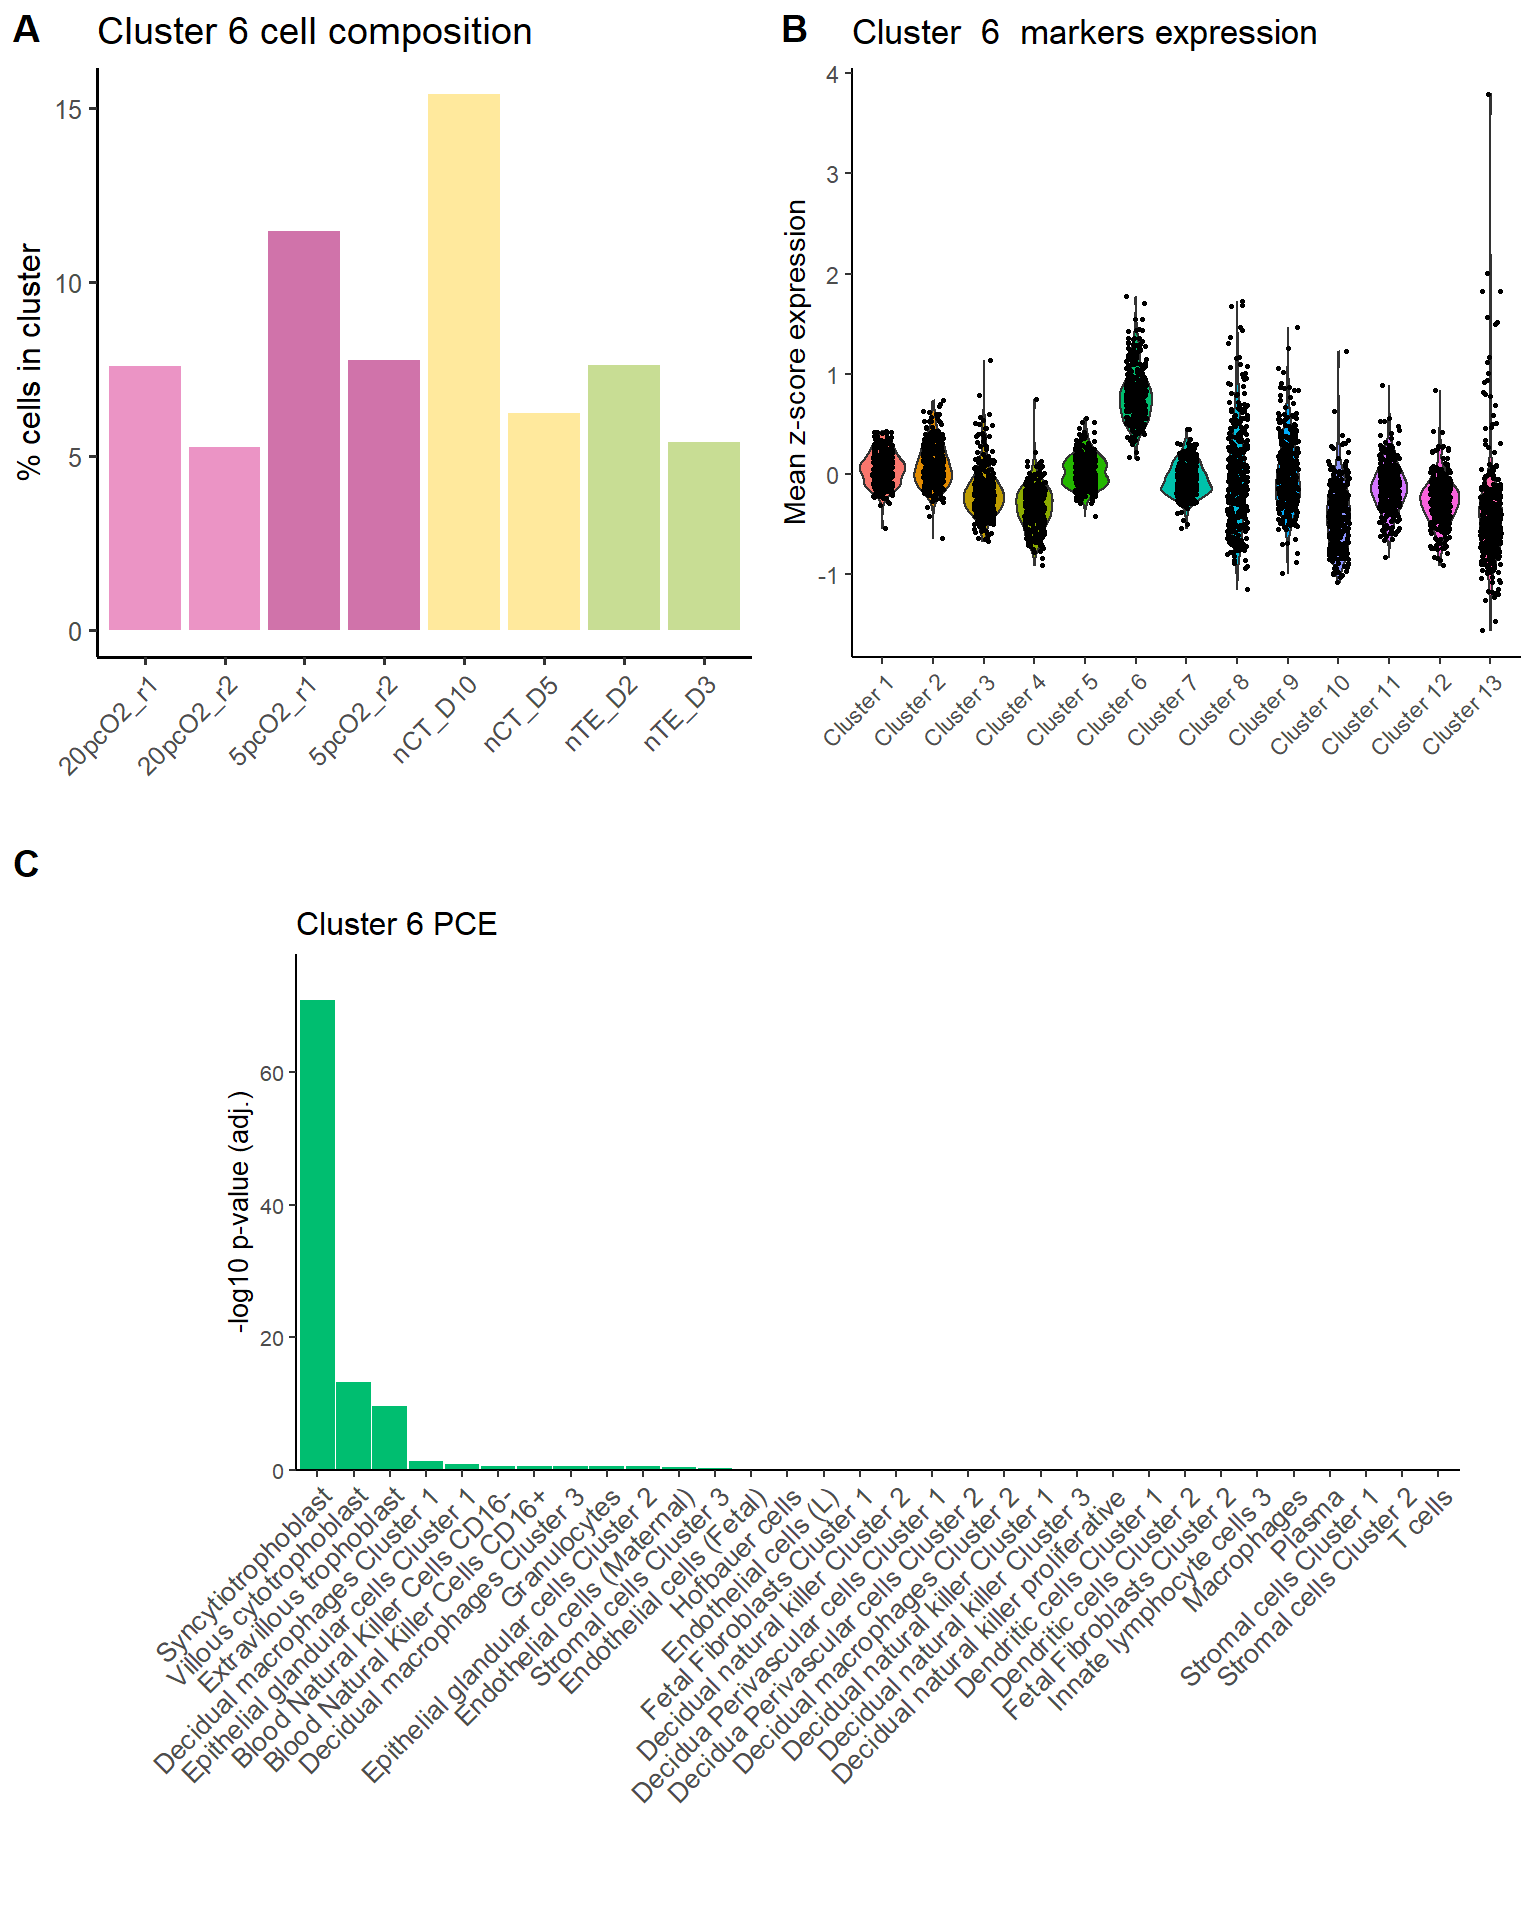 A
Cluster 6 cell composition
% cells in cluster
15
10
5
0
20pcO2_r1
20pcO2_r2
5pcO2_r1
5pcO2_r2
nCT_D10
nCT_D5
nTE_D2
nTE_D3
B
Cluster  6  markers expression
Mean z-score expression
4
3
2
1
0
-1
Cluster 1
Cluster 2
Cluster 3
Cluster 4
Cluster 5
Cluster 6
Cluster 7
Cluster 8
Cluster 9
Cluster 10
Cluster 11
Cluster 12
Cluster 13
C
Cluster 6 PCE
-log10 p-value (adj.)
60
40
20
0
Syncytiotrophoblast
Villous cytotrophoblast
Extravillous trophoblast
Decidual macrophages Cluster 1
Epithelial glandular cells Cluster 1
Blood Natural Killer Cells CD16-
Blood Natural Killer Cells CD16+
Decidual macrophages Cluster 3
Granulocytes
Epithelial glandular cells Cluster 2
Endothelial cells (Maternal)
Stromal cells Cluster 3
Endothelial cells (Fetal)
Hofbauer cells
Endothelial cells (L)
Fetal Fibroblasts Cluster 1
Decidual natural killer Cluster 2
Decidua Perivascular cells Cluster 1
Decidua Perivascular cells Cluster 2
Decidual macrophages Cluster 2
Decidual natural killer Cluster 1
Decidual natural killer Cluster 3
Decidual natural killer proliferative
Dendritic cells Cluster 1
Dendritic cells Cluster 2
Fetal Fibroblasts Cluster 2
Innate lymphocyte cells 3
Macrophages
Plasma
Stromal cells Cluster 1
Stromal cells Cluster 2
T cells